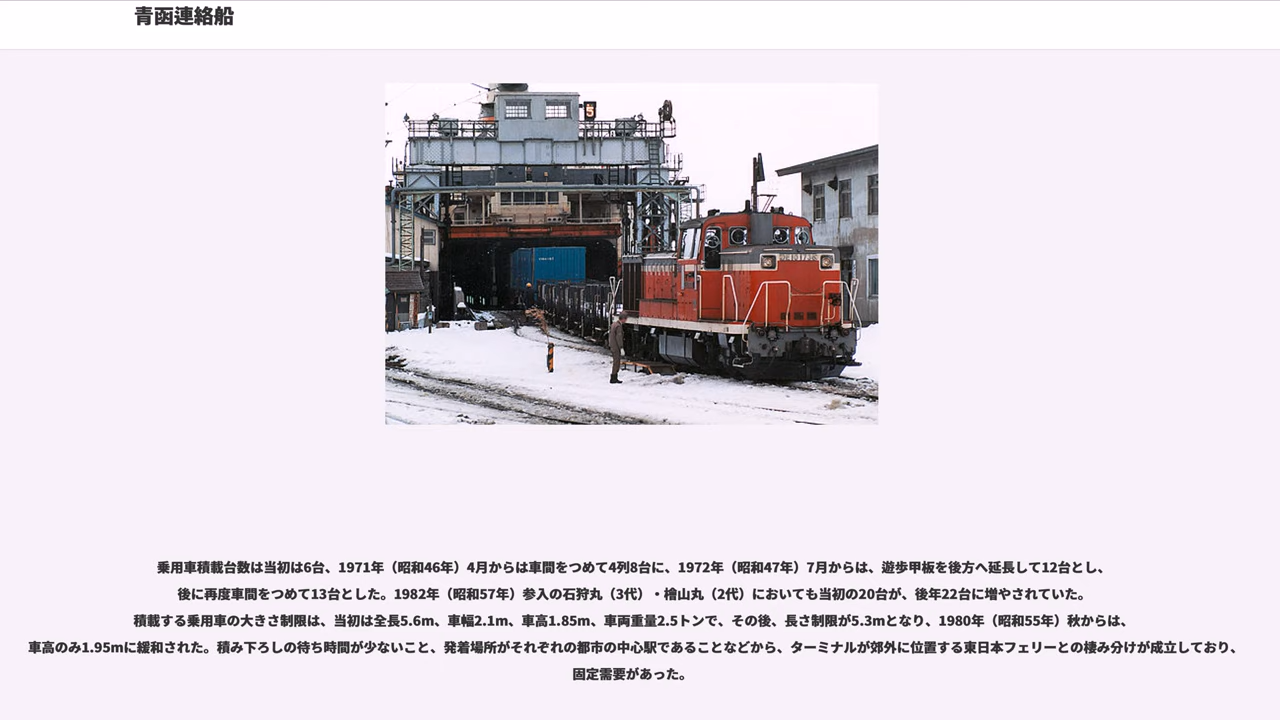 青函連絡船
5
DE10 1738
乗用車積載台数は当初は6台、1971年（昭和46年）4月からは車間をつめて4列8台に、1972年（昭和47年）7月からは、遊歩甲板を後方へ延長して12台とし、
後に再度車間をつめて13台とした。1982年（昭和57年）参入の石狩丸（3代）・檜山丸（2代）においても当初の20台が、後年22台に増やされていた。
積載する乗用車の大きさ制限は、当初は全長5.6m、車幅2.1m、車高1.85m、車両重量2.5トンで、その後、長さ制限が5.3mとなり、1980年（昭和55年）秋からは、
車高のみ1.95mに緩和された。積み下ろしの待ち時間が少ないこと、発着場所がそれぞれの都市の中心駅であることなどから、ターミナルが郊外に位置する東日本フェリーとの棲み分けが成立しており、
固定需要があった。